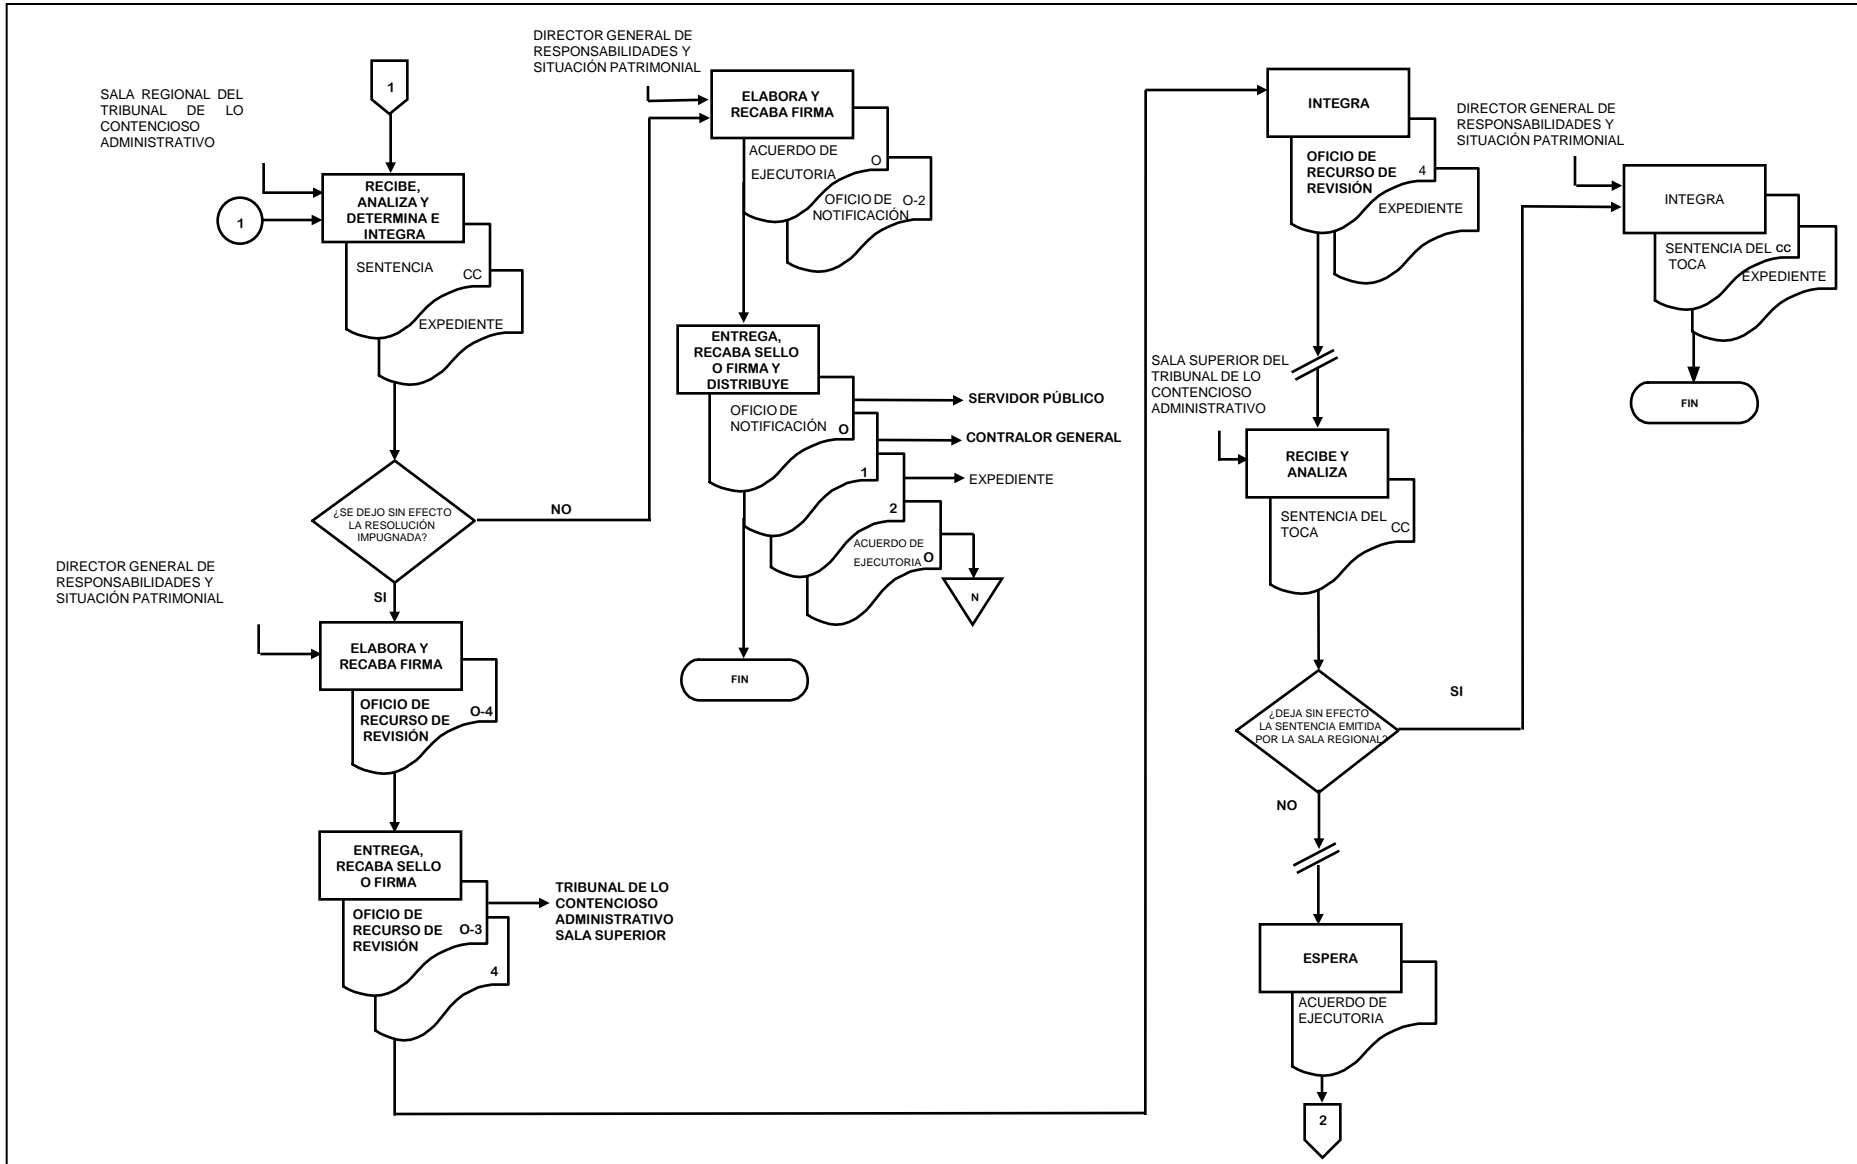 1
SALA REGIONAL DEL
TRIBUNAL DE LO
CONTENCIOSO
ADMINISTRATIVO
1
RECIBE,
ANALIZA Y
DETERMINA E
INTEGRA
SENTENCIA
CC
EXPEDIENTE
¿SE DEJO SIN EFECTO
LA RESOLUCIÓN
IMPUGNADA?
NO
SI
DIRECTOR GENERAL DE
RESPONSABILIDADES Y
SITUACIÓN PATRIMONIAL
ELABORA Y
RECABA FIRMA
OFICIO DE
RECURSO DE
REVISIÓN
O-4
ENTREGA,
RECABA SELLO
O FIRMA
OFICIO DE
RECURSO DE
REVISIÓN
O-3
4
TRIBUNAL DE LO
CONTENCIOSO
ADMINISTRATIVO
SALA SUPERIOR
DIRECTOR GENERAL DE
RESPONSABILIDADES Y
SITUACIÓN PATRIMONIAL
ELABORA Y
RECABA FIRMA
ACUERDO DE
EJECUTORIA
O
OFICIO DE
NOTIFICACIÓN
O-2
ENTREGA,
RECABA SELLO
O FIRMA Y
DISTRIBUYE
OFICIO DE
NOTIFICACIÓN
O
SERVIDOR PÚBLICO
CONTRALOR GENERAL
1
EXPEDIENTE
2
ACUERDO DE
EJECUTORIA
O
N
FIN
INTEGRA
OFICIO DE
RECURSO DE
REVISIÓN
4
EXPEDIENTE
SALA SUPERIOR DEL
TRIBUNAL DE LO
CONTENCIOSO
ADMINISTRATIVO
RECIBE Y
ANALIZA
SENTENCIA DEL
TOCA
CC
¿DEJA SIN EFECTO
LA SENTENCIA EMITIDA
POR LA SALA REGIONAL?
SI
NO
ESPERA
ACUERDO DE
EJECUTORIA
2
DIRECTOR GENERAL DE
RESPONSABILIDADES Y
SITUACIÓN PATRIMONIAL
INTEGRA
SENTENCIA DEL
TOCA
CC
EXPEDIENTE
FIN